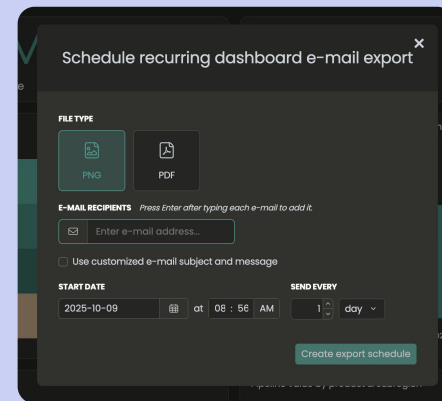 Schedule recurring dashboard e-mail export
FILE TYPE
PNG
PDF
E-MAIL RECIPIENTS Press Enter after typing each e-mail to add it.
Enter e-mail address...
Use customized e-mail subject and message
START DATE
SEND EVERY
2025-10-09 at 08 : 56 AM 1 day
Create export schedule